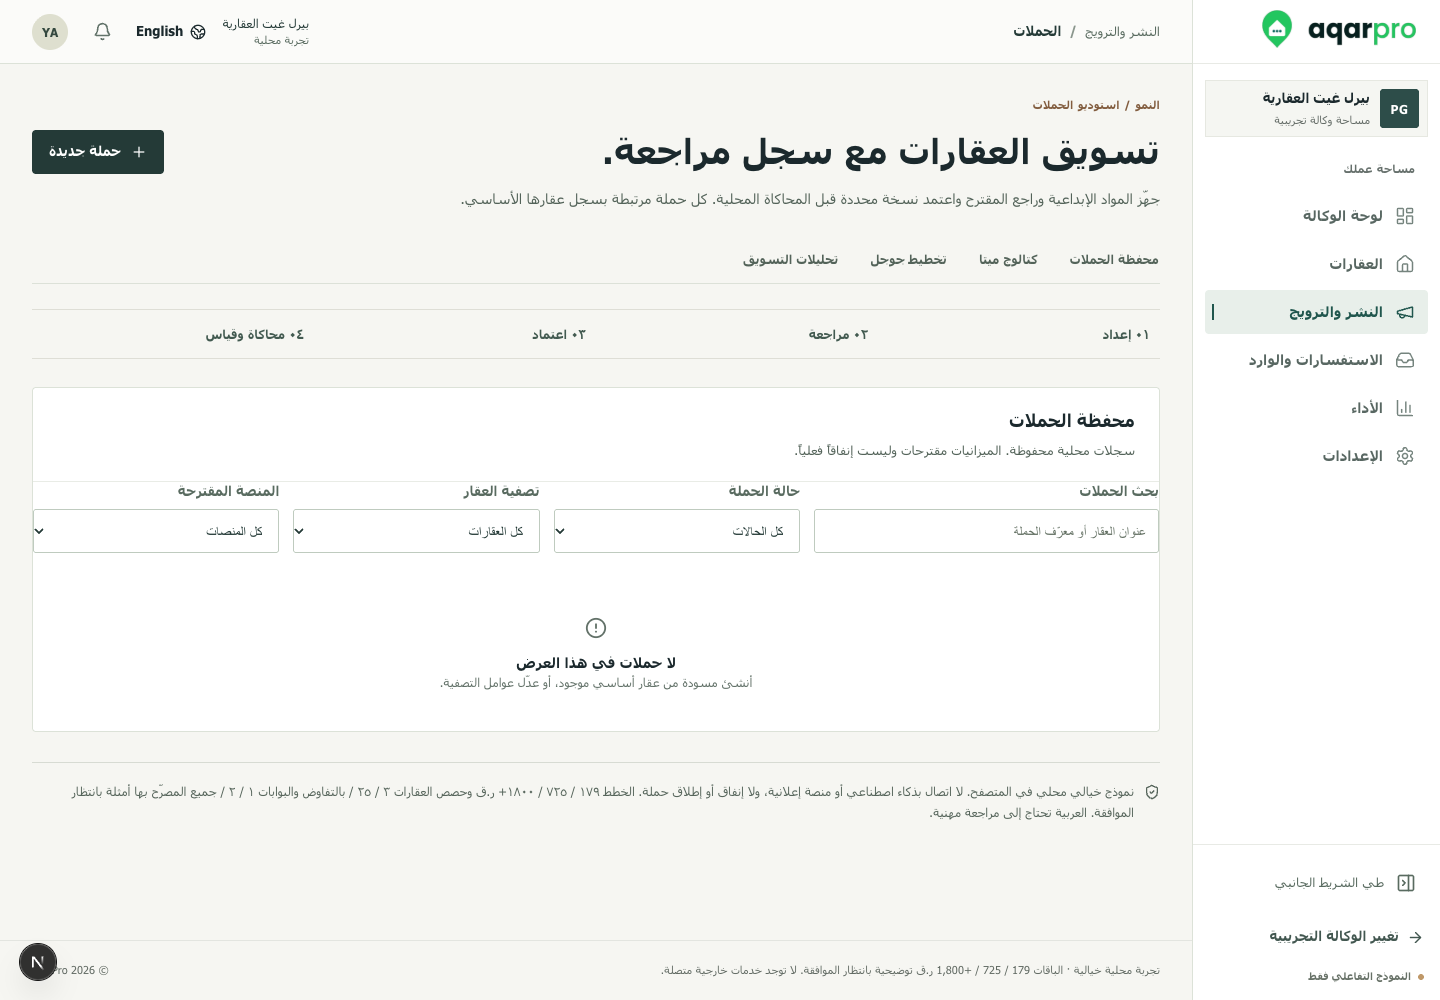 aqarpro
PG
بيرل غيت العقارية
مساحة وكالة تجريبية
مساحة عملك
لوحة الوكالة
العقارات
النشر والترويج
الاستفسارات والوارد
الأداء
الإعدادات
طي الشريط الجانبي
تغيير الوكالة التجريبية
النموذج التفاعلي فقط
النشر والترويج / الحملات
بيرل غيت العقارية
تجربة محلية
English
YA
النمو / استوديو الحملات
تسويق العقارات مع سجل مراجعة.
حملة جديدة
جهّز المواد الإبداعية وراجع المقترح واعتمد نسخة محددة قبل المحاكاة المحلية. كل حملة مرتبطة بسجل عقارها الأساسي.
محفظة الحملات
كتالوج ميتا
تخطيط جوجل
تحليلات التسويق
٠١ إعداد
٠٢ مراجعة
٠٣ اعتماد
٠٤ محاكاة وقياس
محفظة الحملات
سجلات محلية محفوظة. الميزانيات مقترحات وليست إنفاقاً فعلياً.
بحث الحملات
حالة الحملة
تصفية العقار
المنصة المقترحة
عنوان العقار أو معرّف الحملة
كل الحالات
كل العقارات
كل المنصات
لا حملات في هذا العرض
أنشئ مسودة من عقار أساسي موجود، أو عدّل عوامل التصفية.
نموذج خيالي محلي في المتصفح. لا اتصال بذكاء اصطناعي أو منصة إعلانية، ولا إنفاق أو إطلاق حملة. الخطط ١٧٩ / ٧٢٥ / ١٨٠٠+ ر.ق وحصص العقارات ٣ / ٢٥ / بالتفاوض والبوابات ١ / ٢ / جميع المصرّح بها أمثلة بانتظار
الموافقة. العربية تحتاج إلى مراجعة مهنية.
تجربة محلية خيالية · الباقات 179 / 725 / 1,800+ ر.ق توضيحية بانتظار الموافقة. لا توجد خدمات خارجية متصلة.
© 2026
N